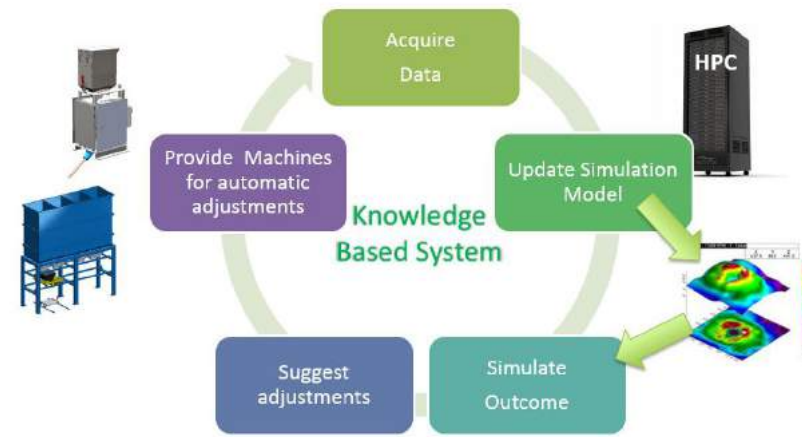 Acquire
Data
HPC
Provide Machines
for automatic
adjustments
Update Simulation
Model
Knowledge
Based System
Suggest
adjustments
Simulate
Outcome